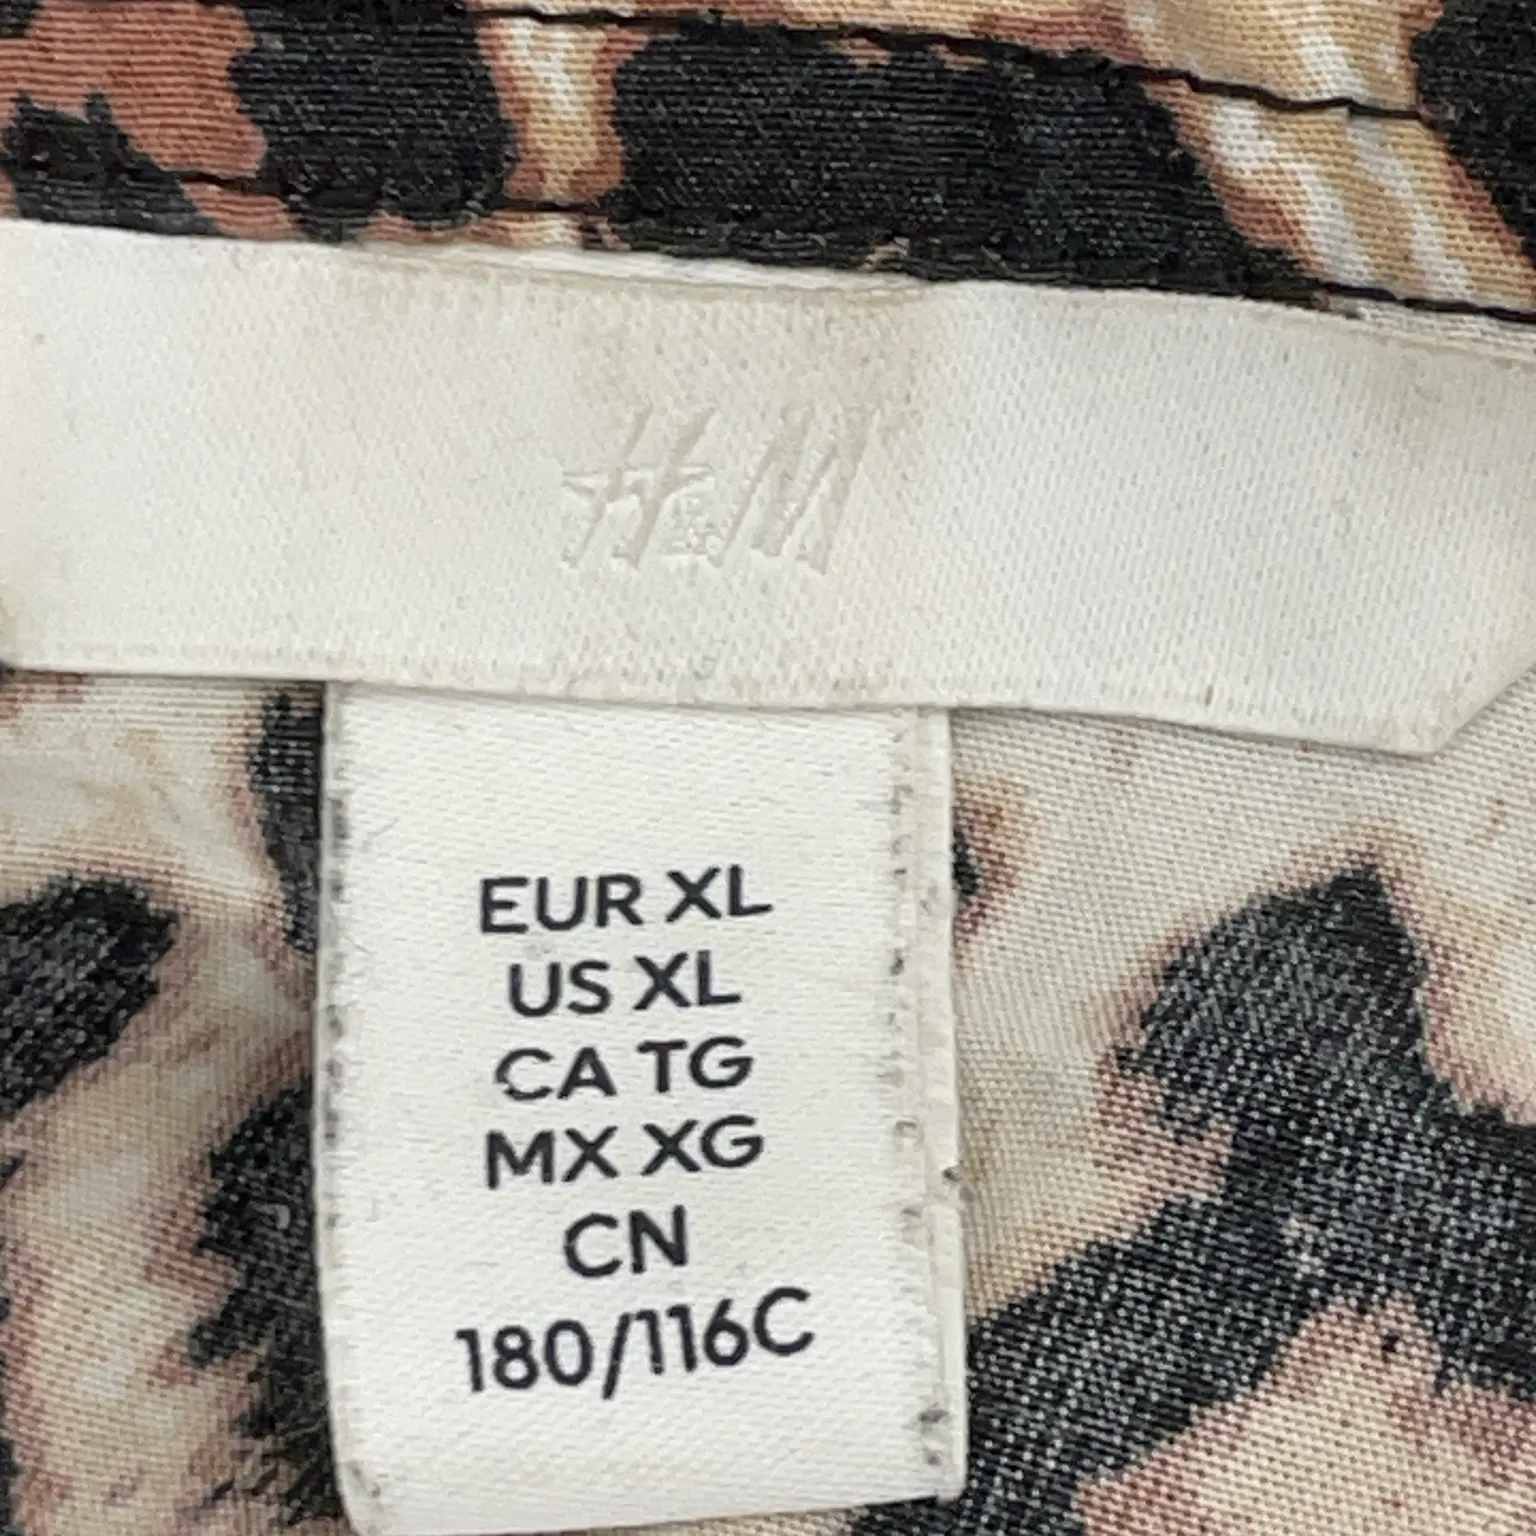 H&M
EUR XL
US XL
CA TG
MX XG
CN
180/116C